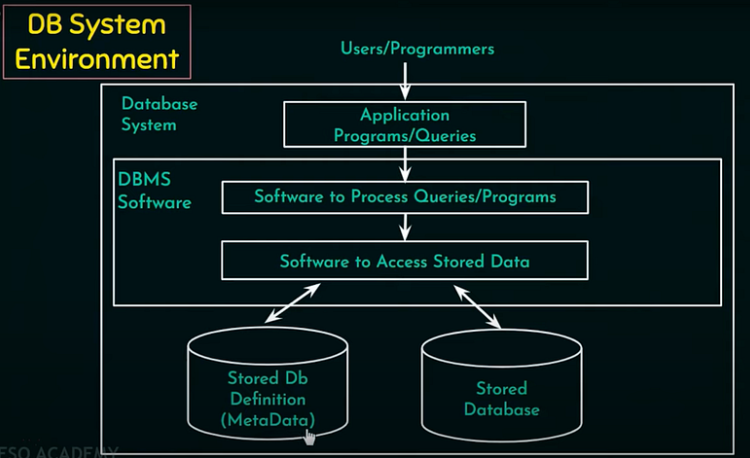 DB System
Environment
Users/Programmers
Database
System
Application
Programs/Queries
DBMS
Software
Software to Process Queries/Programs
Software to Access Stored Data
Stored Db
Definition
(MetaData)
Stored
Database
ESO ACADEMY